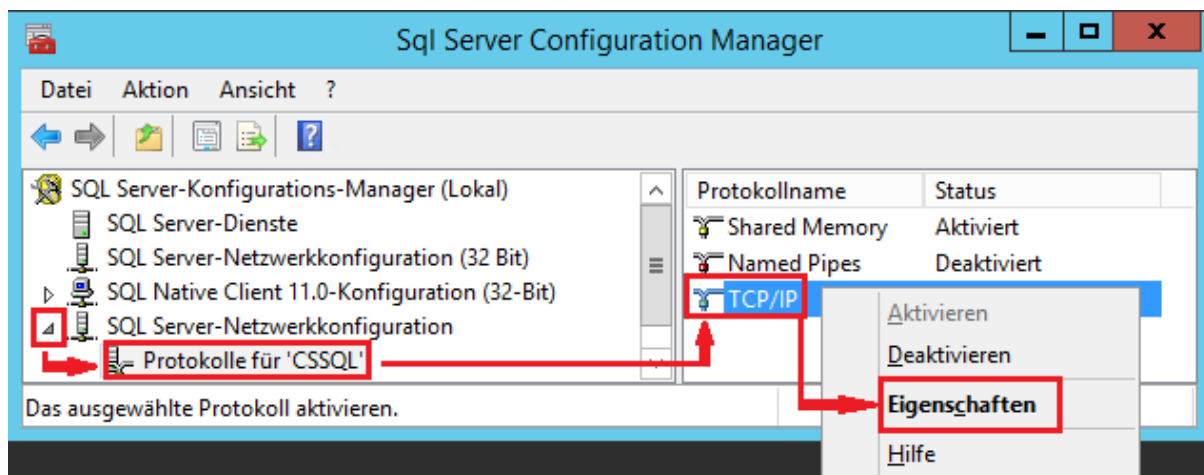 Sql Server Configuration Manager
Datei Aktion Ansicht ?
SQL Server-Konfigurations-Manager (Lokal)
SQL Server-Dienste
SQL Server-Netzwerkkonfiguration (32 Bit)
SQL Native Client 11.0-Konfiguration (32-Bit)
SQL Server-Netzwerkkonfiguration
Protokolle für 'CSSQL'
Protokollname Status
Shared Memory Aktiviert
Named Pipes Deaktiviert
TCP/IP
Aktivieren
Deaktivieren
Eigenschaften
Hilfe
Das ausgewählte Protokoll aktivieren.